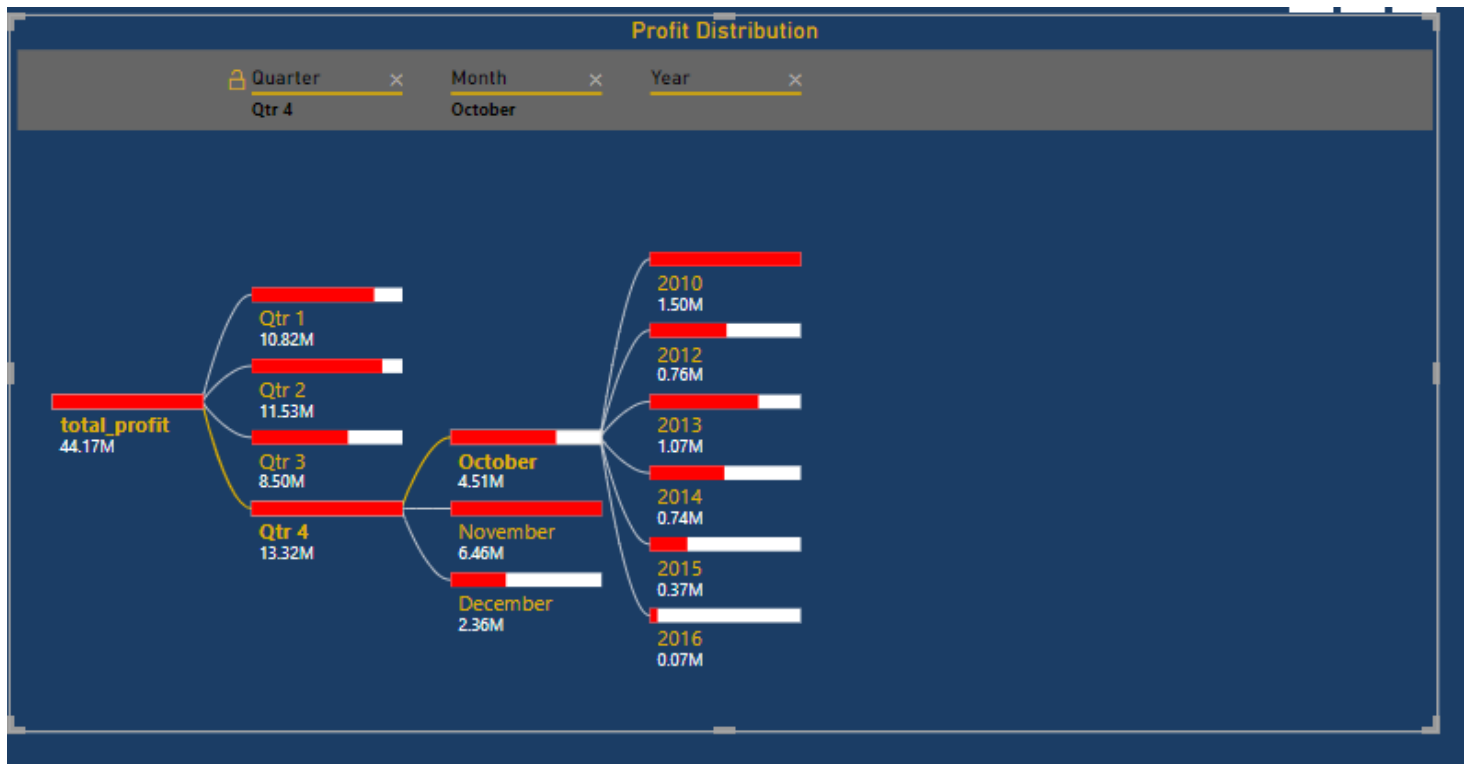 Profit Distribution
Quarter Month Year
Qtr 4 October
total_profit
44.17M
Qtr 1
10.82M
Qtr 2
11.53M
Qtr 3
8.50M
Qtr 4
13.32M
October
4.51M
November
6.46M
December
2.36M
2010
1.50M
2012
0.76M
2013
1.07M
2014
0.74M
2015
0.37M
2016
0.07M